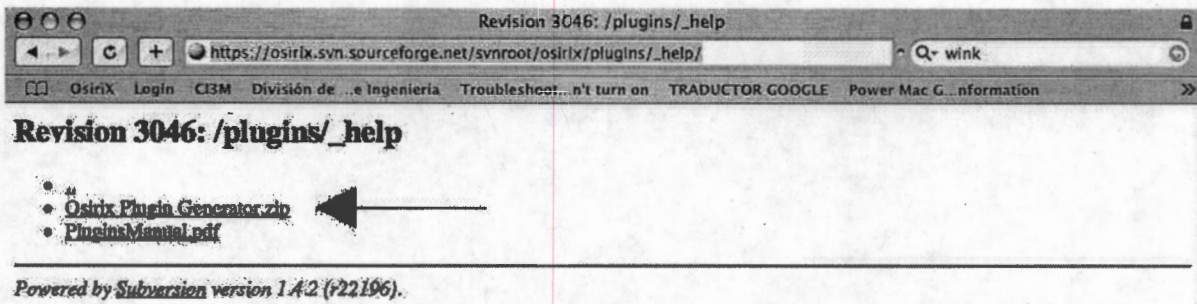 Revision 3046: /plugins/_help
https://osirix.svn.sourceforge.net/svnroot/osirix/plugins/_help/
wink
OsiriX Login CI3M División de ...e Ingeniería Troubleshoot... n't turn on TRADUCTOR GOOGLE Power Mac G...nformation »
Revision 3046: /plugins/_help
• ..
• Osirix Plugin Generator.zip
• PluginsManual.pdf
Powered by Subversion version 1.4.2 (r22196).